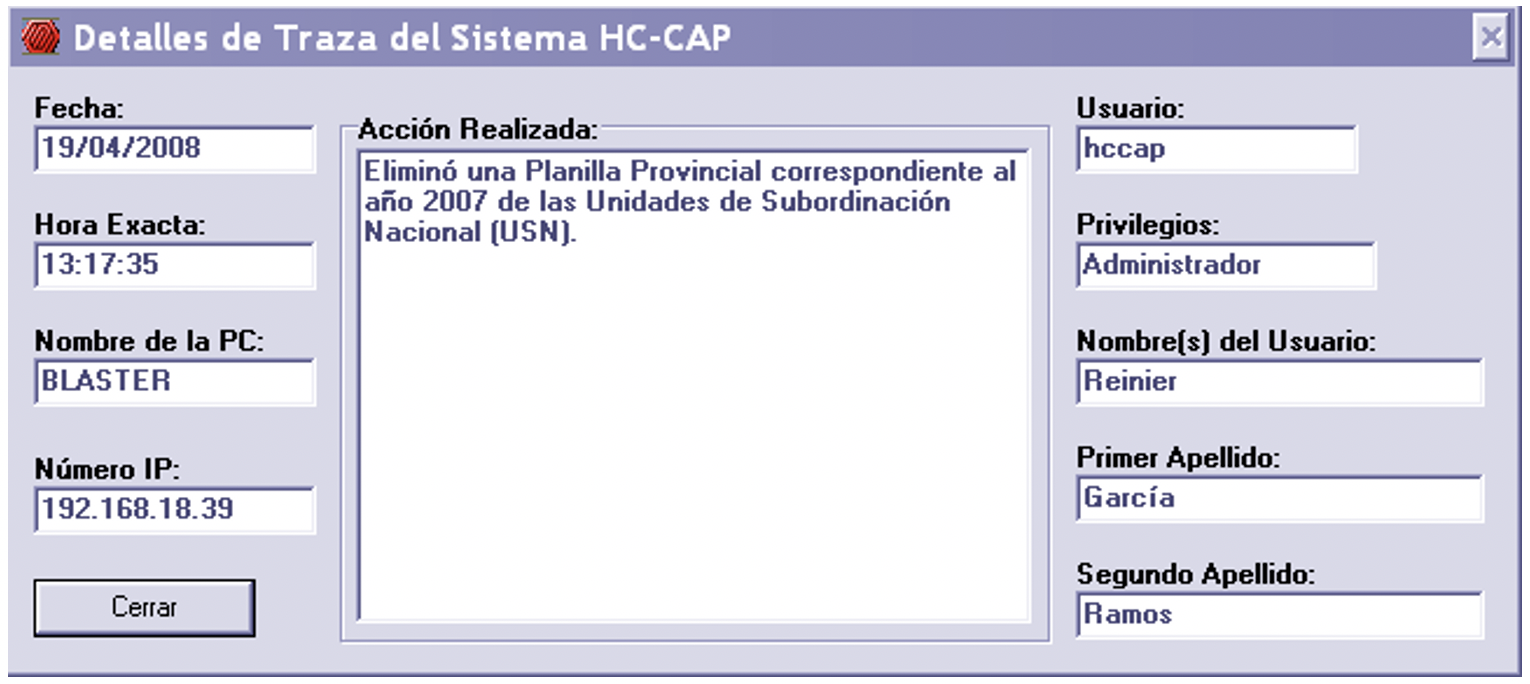 Detalles de Traza del Sistema HC-CAP
Fecha:
19/04/2008
Hora Exacta:
13:17:35
Nombre de la PC:
BLASTER
Número IP:
192.168.18.39
Cerrar
Acción Realizada:
Eliminó una Planilla Provincial correspondiente al
año 2007 de las Unidades de Subordinación
Nacional (USN).
Usuario:
hccap
Privilegios:
Administrador
Nombre(s) del Usuario:
Reinier
Primer Apellido:
García
Segundo Apellido:
Ramos